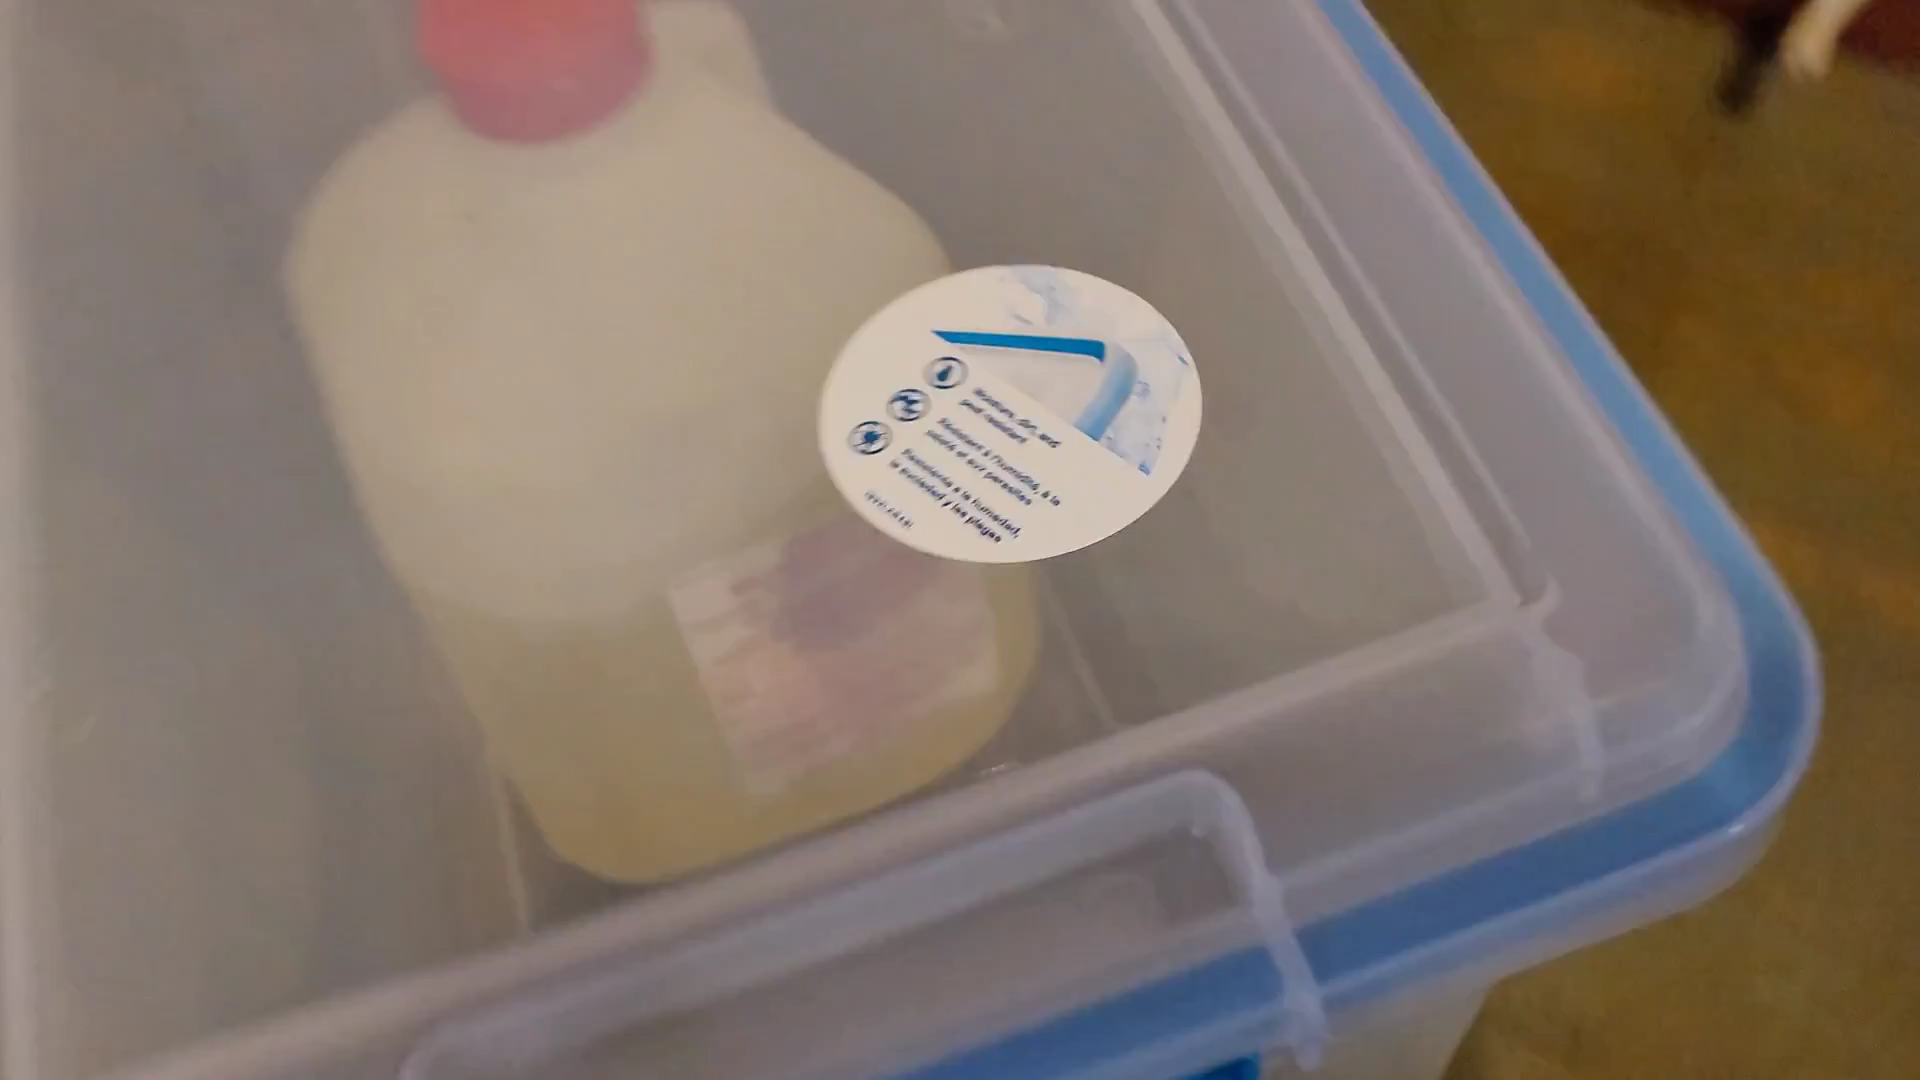 Moisture, dirt, and
pest resistant
Résistant à l'humidité, à la
saleté et aux parasites
Resistente a la humedad,
la suciedad y las plagas